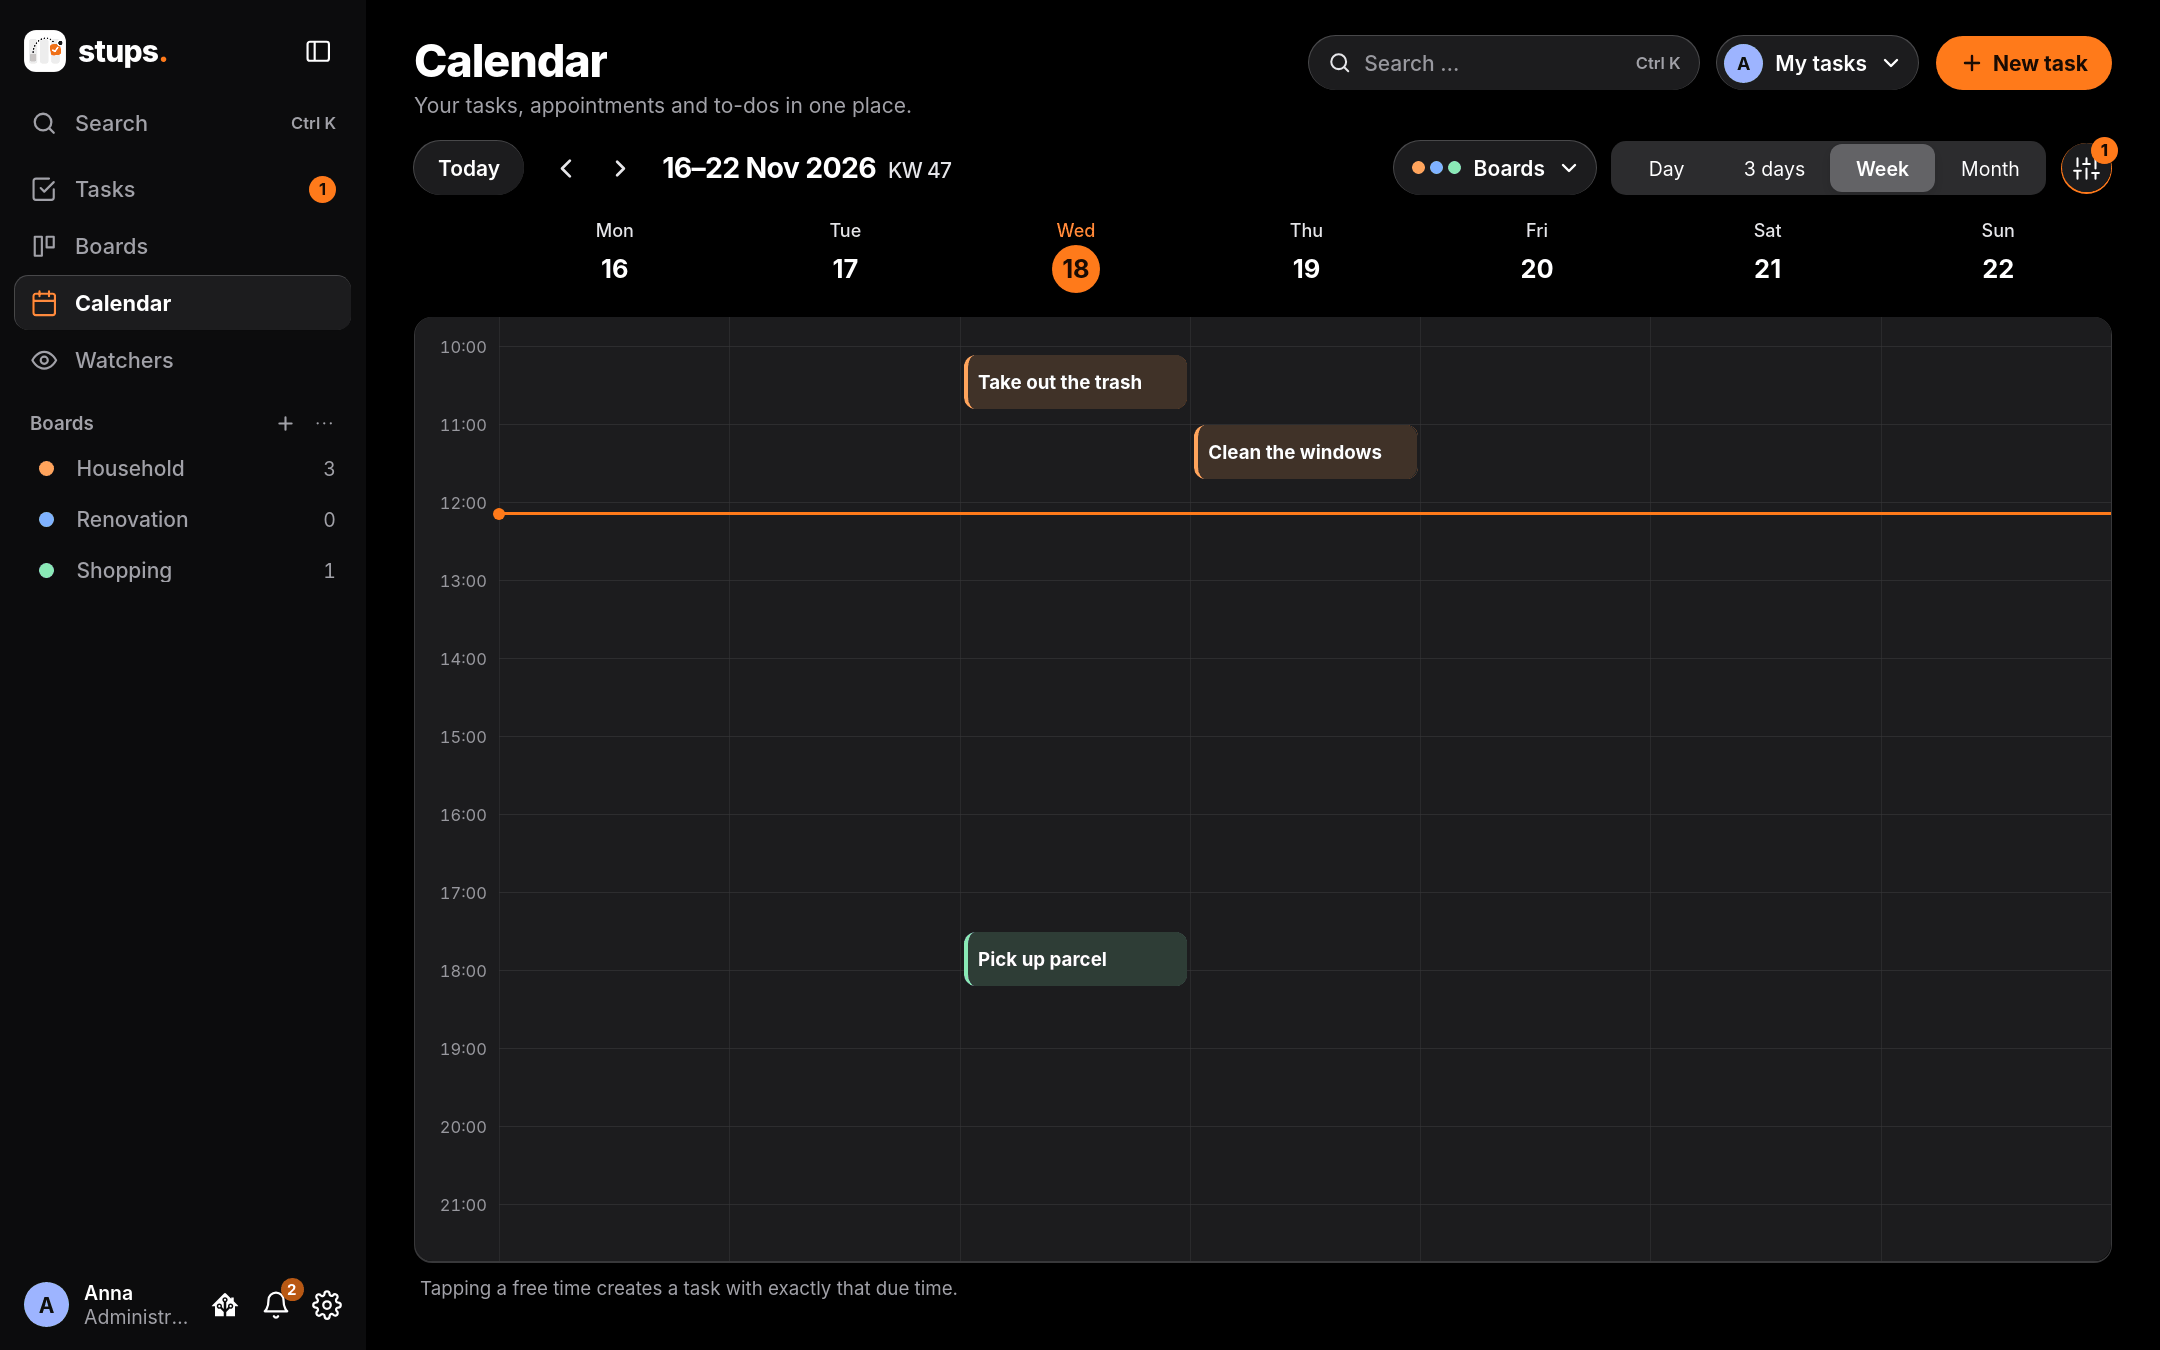 stups.
Search Ctrl K
Tasks 1
Boards
Calendar
Watchers
Boards
Household 3
Renovation 0
Shopping 1
A Anna
Administr... 2
Calendar
Your tasks, appointments and to-dos in one place.
Search ... Ctrl K
A My tasks
New task
Today 16–22 Nov 2026 KW 47
Boards
Day 3 days Week Month 1
Mon Tue Wed Thu Fri Sat Sun
16 17 18 19 20 21 22
10:00
Take out the trash
11:00
Clean the windows
12:00
13:00
14:00
15:00
16:00
17:00
Pick up parcel
18:00
19:00
20:00
21:00
Tapping a free time creates a task with exactly that due time.